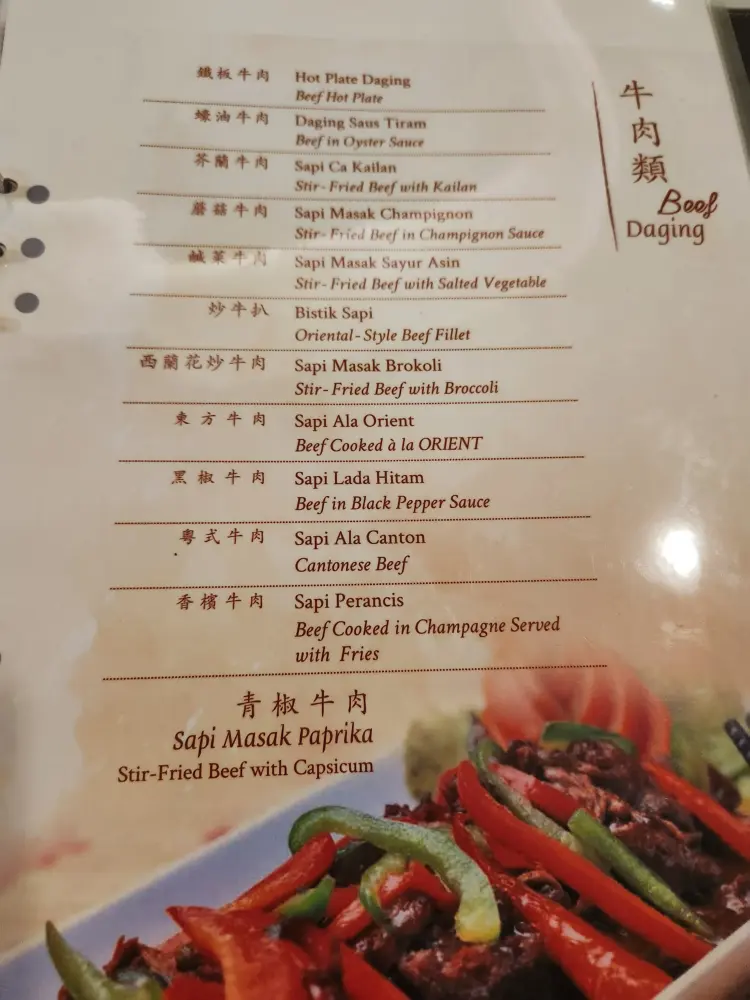 牛肉類
Beef
Daging
鐵板牛肉 Hot Plate Daging
Beef Hot Plate
蠔油牛肉 Daging Saus Tiram
Beef in Oyster Sauce
芥蘭牛肉 Sapi Ca Kailan
Stir-Fried Beef with Kailan
蘑菇牛肉 Sapi Masak Champignon
Stir-Fried Beef in Champignon Sauce
鹹菜牛肉 Sapi Masak Sayur Asin
Stir-Fried Beef with Salted Vegetable
炒牛扒 Bistik Sapi
Oriental-Style Beef Fillet
西蘭花炒牛肉 Sapi Masak Brokoli
Stir-Fried Beef with Broccoli
東方牛肉 Sapi Ala Orient
Beef Cooked à la ORIENT
黑椒牛肉 Sapi Lada Hitam
Beef in Black Pepper Sauce
粵式牛肉 Sapi Ala Canton
Cantonese Beef
香檳牛肉 Sapi Perancis
Beef Cooked in Champagne Served
with Fries
青椒牛肉
Sapi Masak Paprika
Stir-Fried Beef with Capsicum